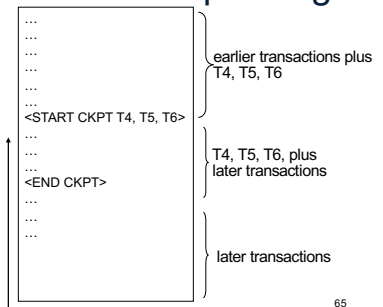 …
…
…
…
…
…
<START CKPT T4, T5, T6>
…
…
…
<END CKPT>
…
…
…
earlier transactions plus
T4, T5, T6
T4, T5, T6, plus
later transactions
later transactions
65